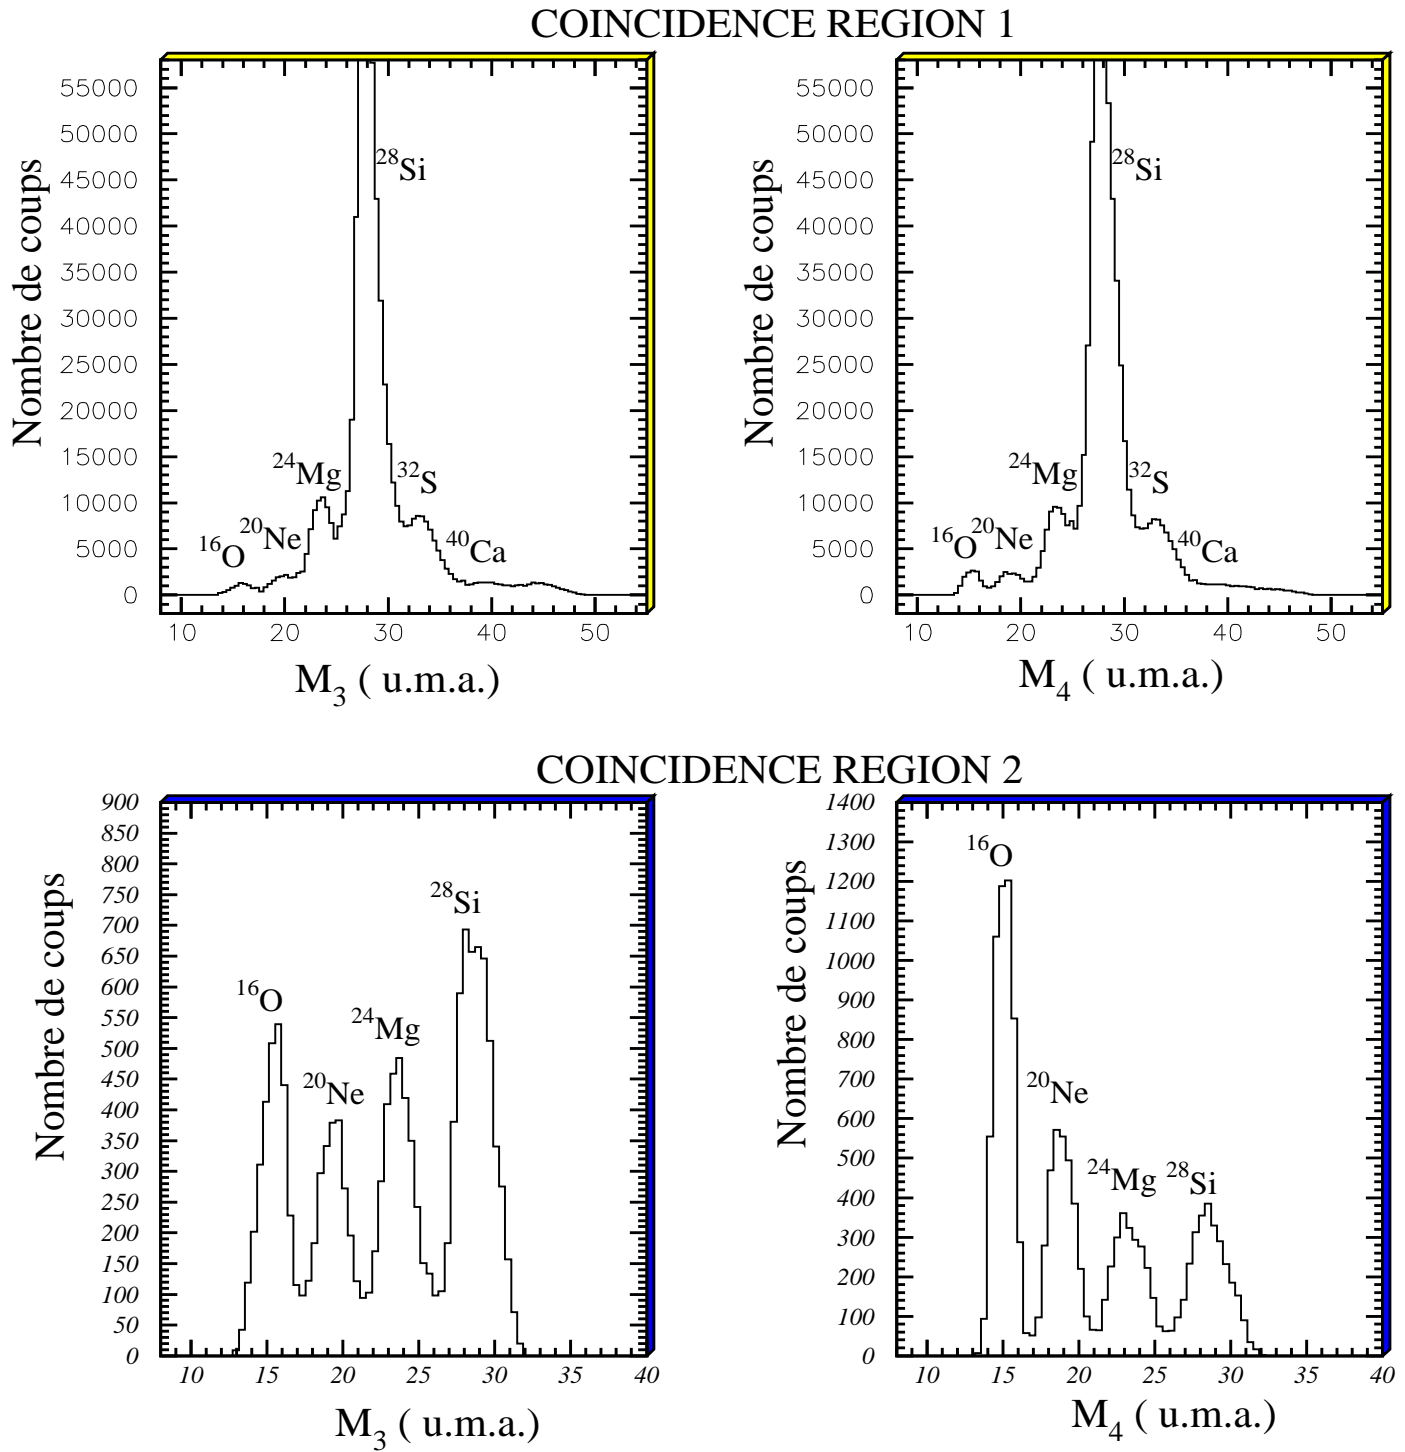 COINCIDENCE REGION 1
Nombre de coups
55000
50000
45000
40000
35000
30000
25000
20000
15000
10000
5000
0
10 20 30 40 50
M3 ( u.m.a.)
16O
20Ne
24Mg
28Si
32S
40Ca
Nombre de coups
55000
50000
45000
40000
35000
30000
25000
20000
15000
10000
5000
0
10 20 30 40 50
M4 ( u.m.a.)
16O
20Ne
24Mg
28Si
32S
40Ca
COINCIDENCE REGION 2
Nombre de coups
900
850
800
750
700
650
600
550
500
450
400
350
300
250
200
150
100
50
0
10 15 20 25 30 35 40
M3 ( u.m.a.)
16O
20Ne
24Mg
28Si
Nombre de coups
1400
1300
1200
1100
1000
900
800
700
600
500
400
300
200
100
0
10 15 20 25 30 35 40
M4 ( u.m.a.)
16O
20Ne
24Mg
28Si